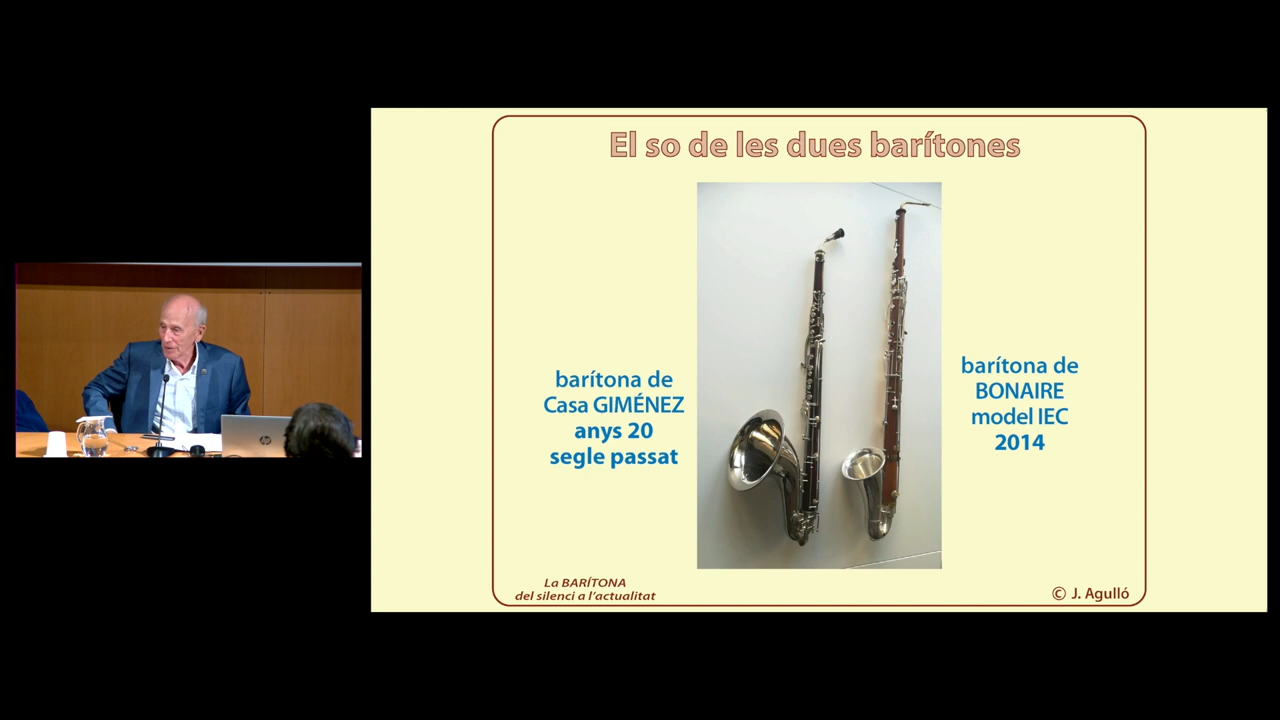 El so de les dues barítones
barítona de
Casa GIMÉNEZ
anys 20
segle passat
barítona de
BONAIRE
model IEC
2014
La BARÍTONA
del silenci a l'actualitat
© J. Agulló
hp